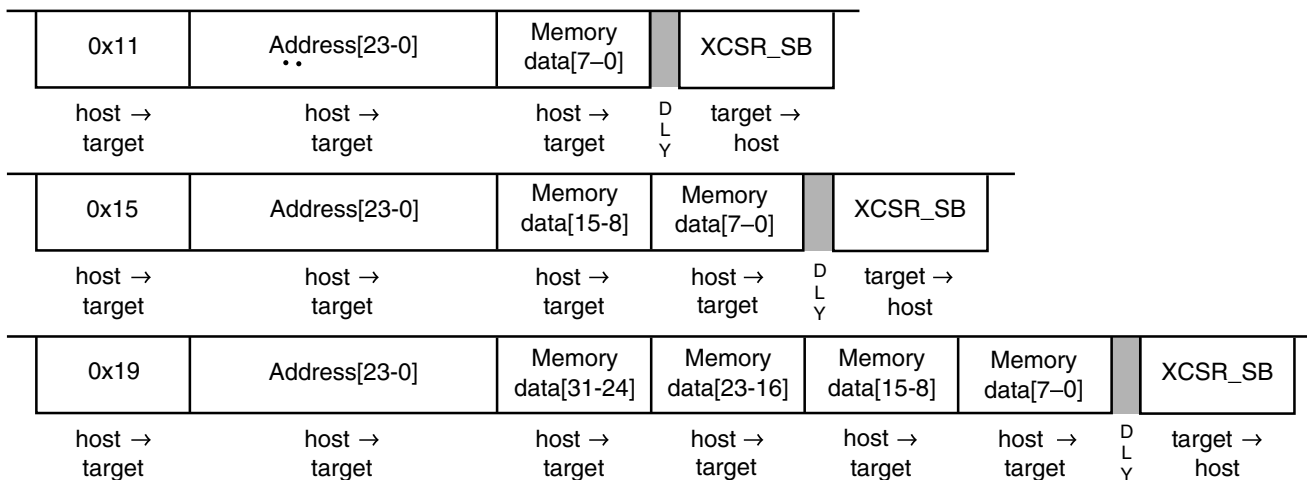 0x11 Address[23-0] Memory data[7–0] XCSR_SB
host → target host → target host → target D L Y target → host
0x15 Address[23-0] Memory data[15-8] Memory data[7–0] XCSR_SB
host → target host → target host → target host → target D L Y target → host
0x19 Address[23-0] Memory data[31-24] Memory data[23-16] Memory data[15-8] Memory data[7–0] XCSR_SB
host → target host → target host → target host → target host → target host → target D L Y target → host